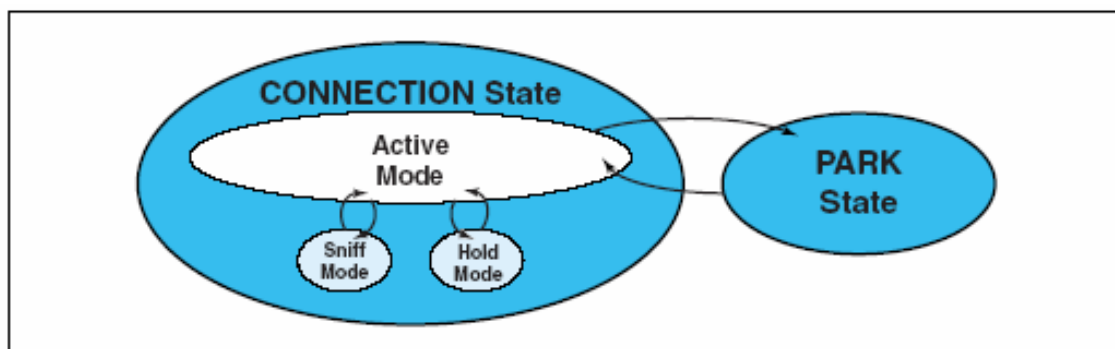 CONNECTION State
Active
Mode
PARK
State
Sniff
Mode
Hold
Mode